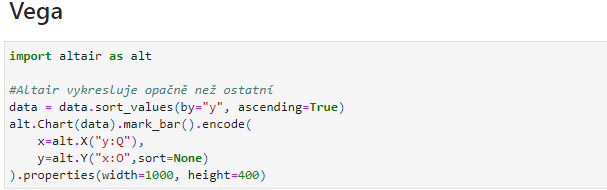 Vega
import altair as alt
#Altair vykresluje opačně než ostatní
data = data.sort_values(by="y", ascending=True)
alt.Chart(data).mark_bar().encode(
    x=alt.X("y:Q"),
    y=alt.Y("x:O",sort=None)
).properties(width=1000, height=400)